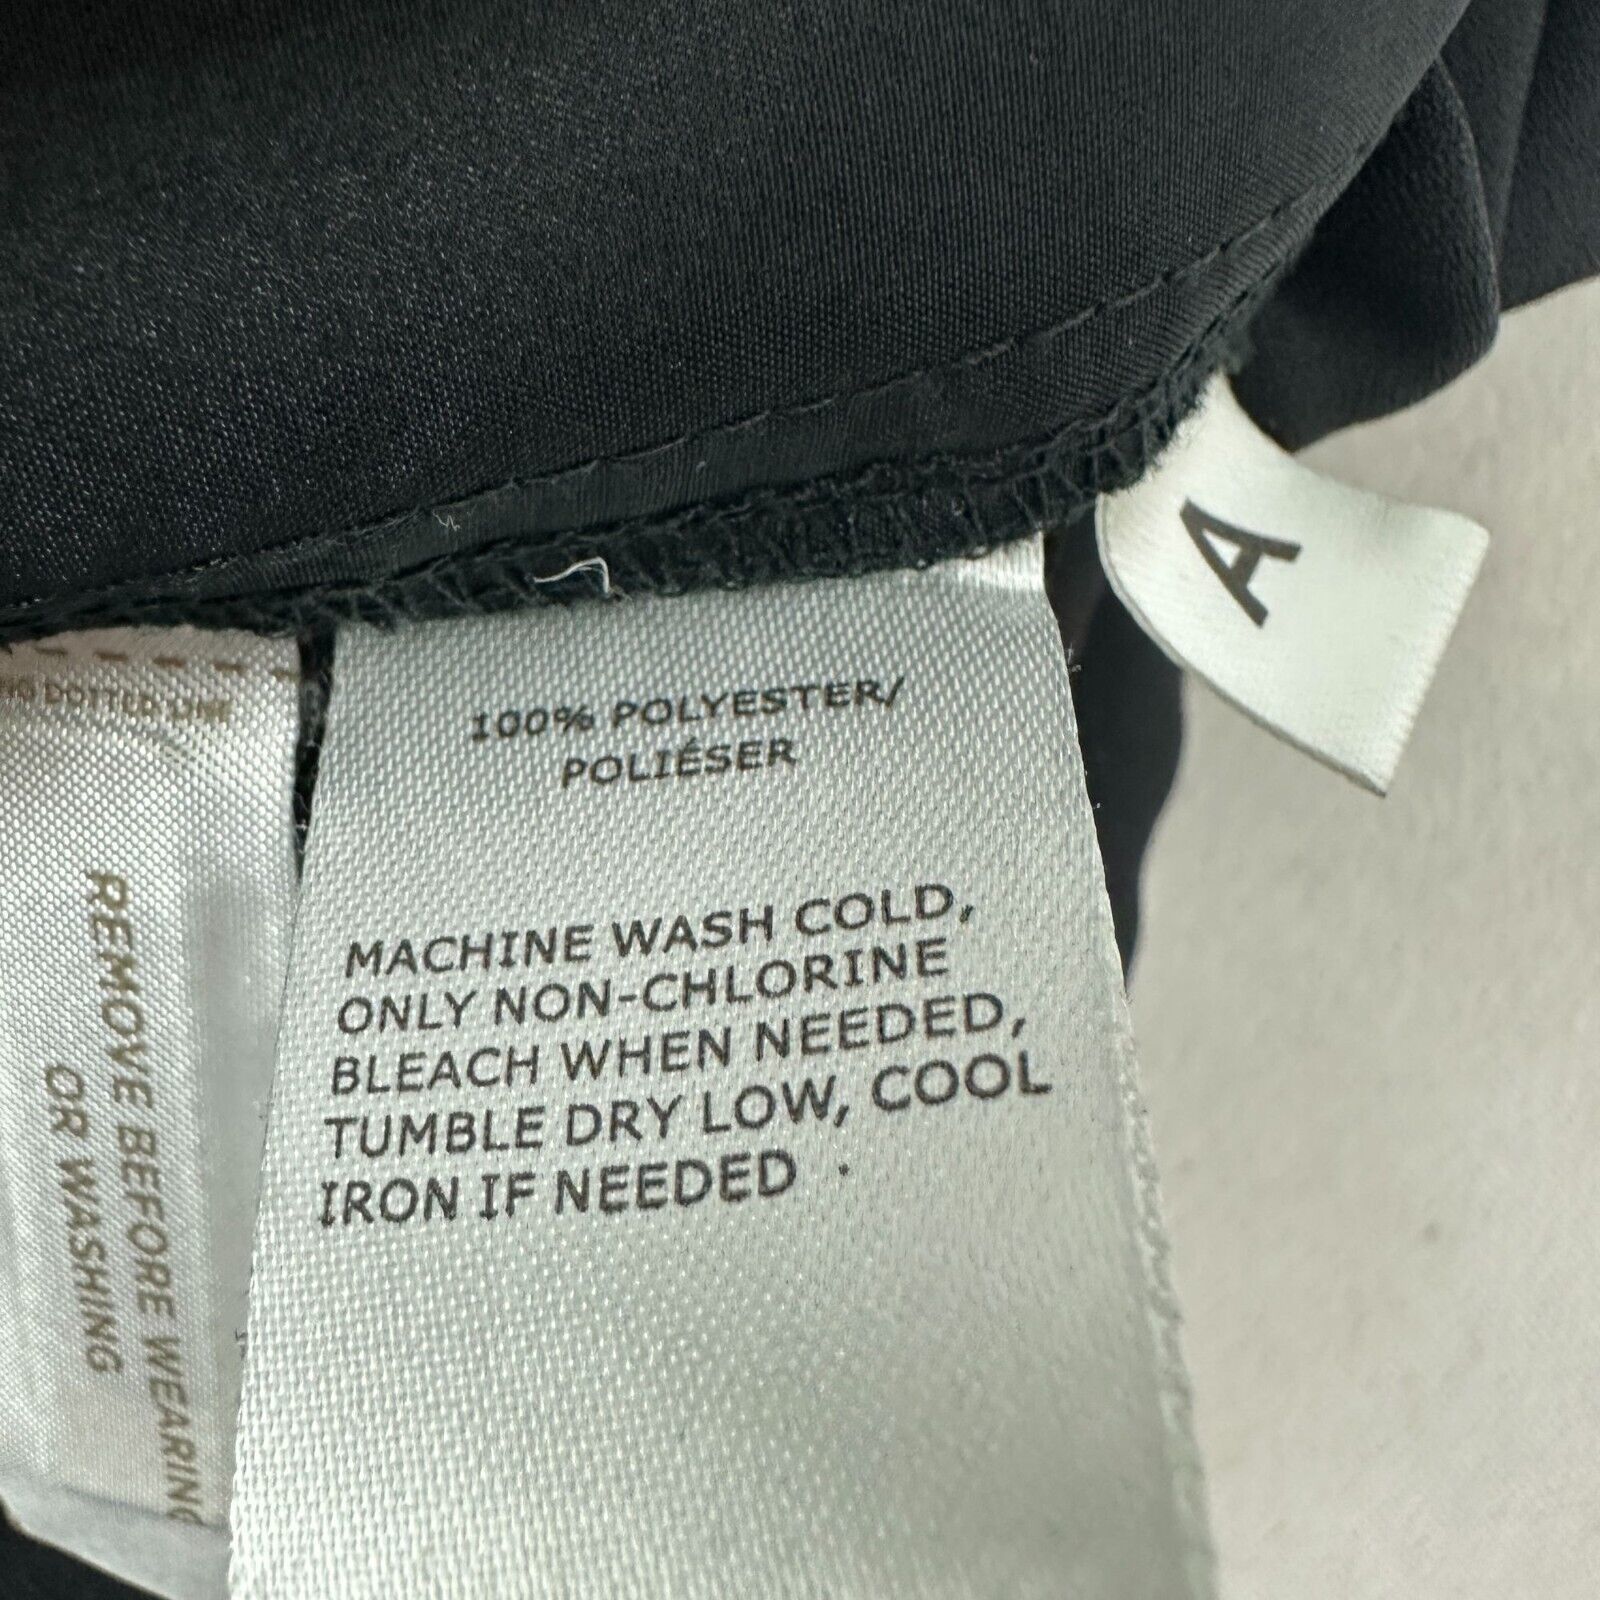 100% POLYESTER/
POLIÉSER
MACHINE WASH COLD,
ONLY NON-CHLORINE
BLEACH WHEN NEEDED,
TUMBLE DRY LOW, COOL
IRON IF NEEDED
A
DOTTED LINE
REMOVE BEFORE WEARING
OR WASHING